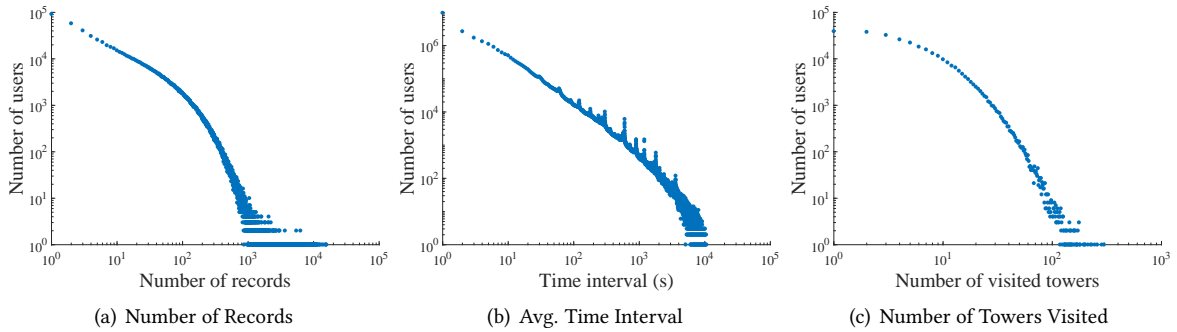 10^5
10^4
10^3
10^2
10^1
10^0
Number of users
10^0 10^1 10^2 10^3 10^4 10^5
Number of records
(a) Number of Records
10^6
10^4
10^2
10^0
Number of users
10^0 10^1 10^2 10^3 10^4 10^5
Time interval (s)
(b) Avg. Time Interval
10^5
10^4
10^3
10^2
10^1
10^0
Number of users
10^0 10^1 10^2 10^3
Number of visited towers
(c) Number of Towers Visited